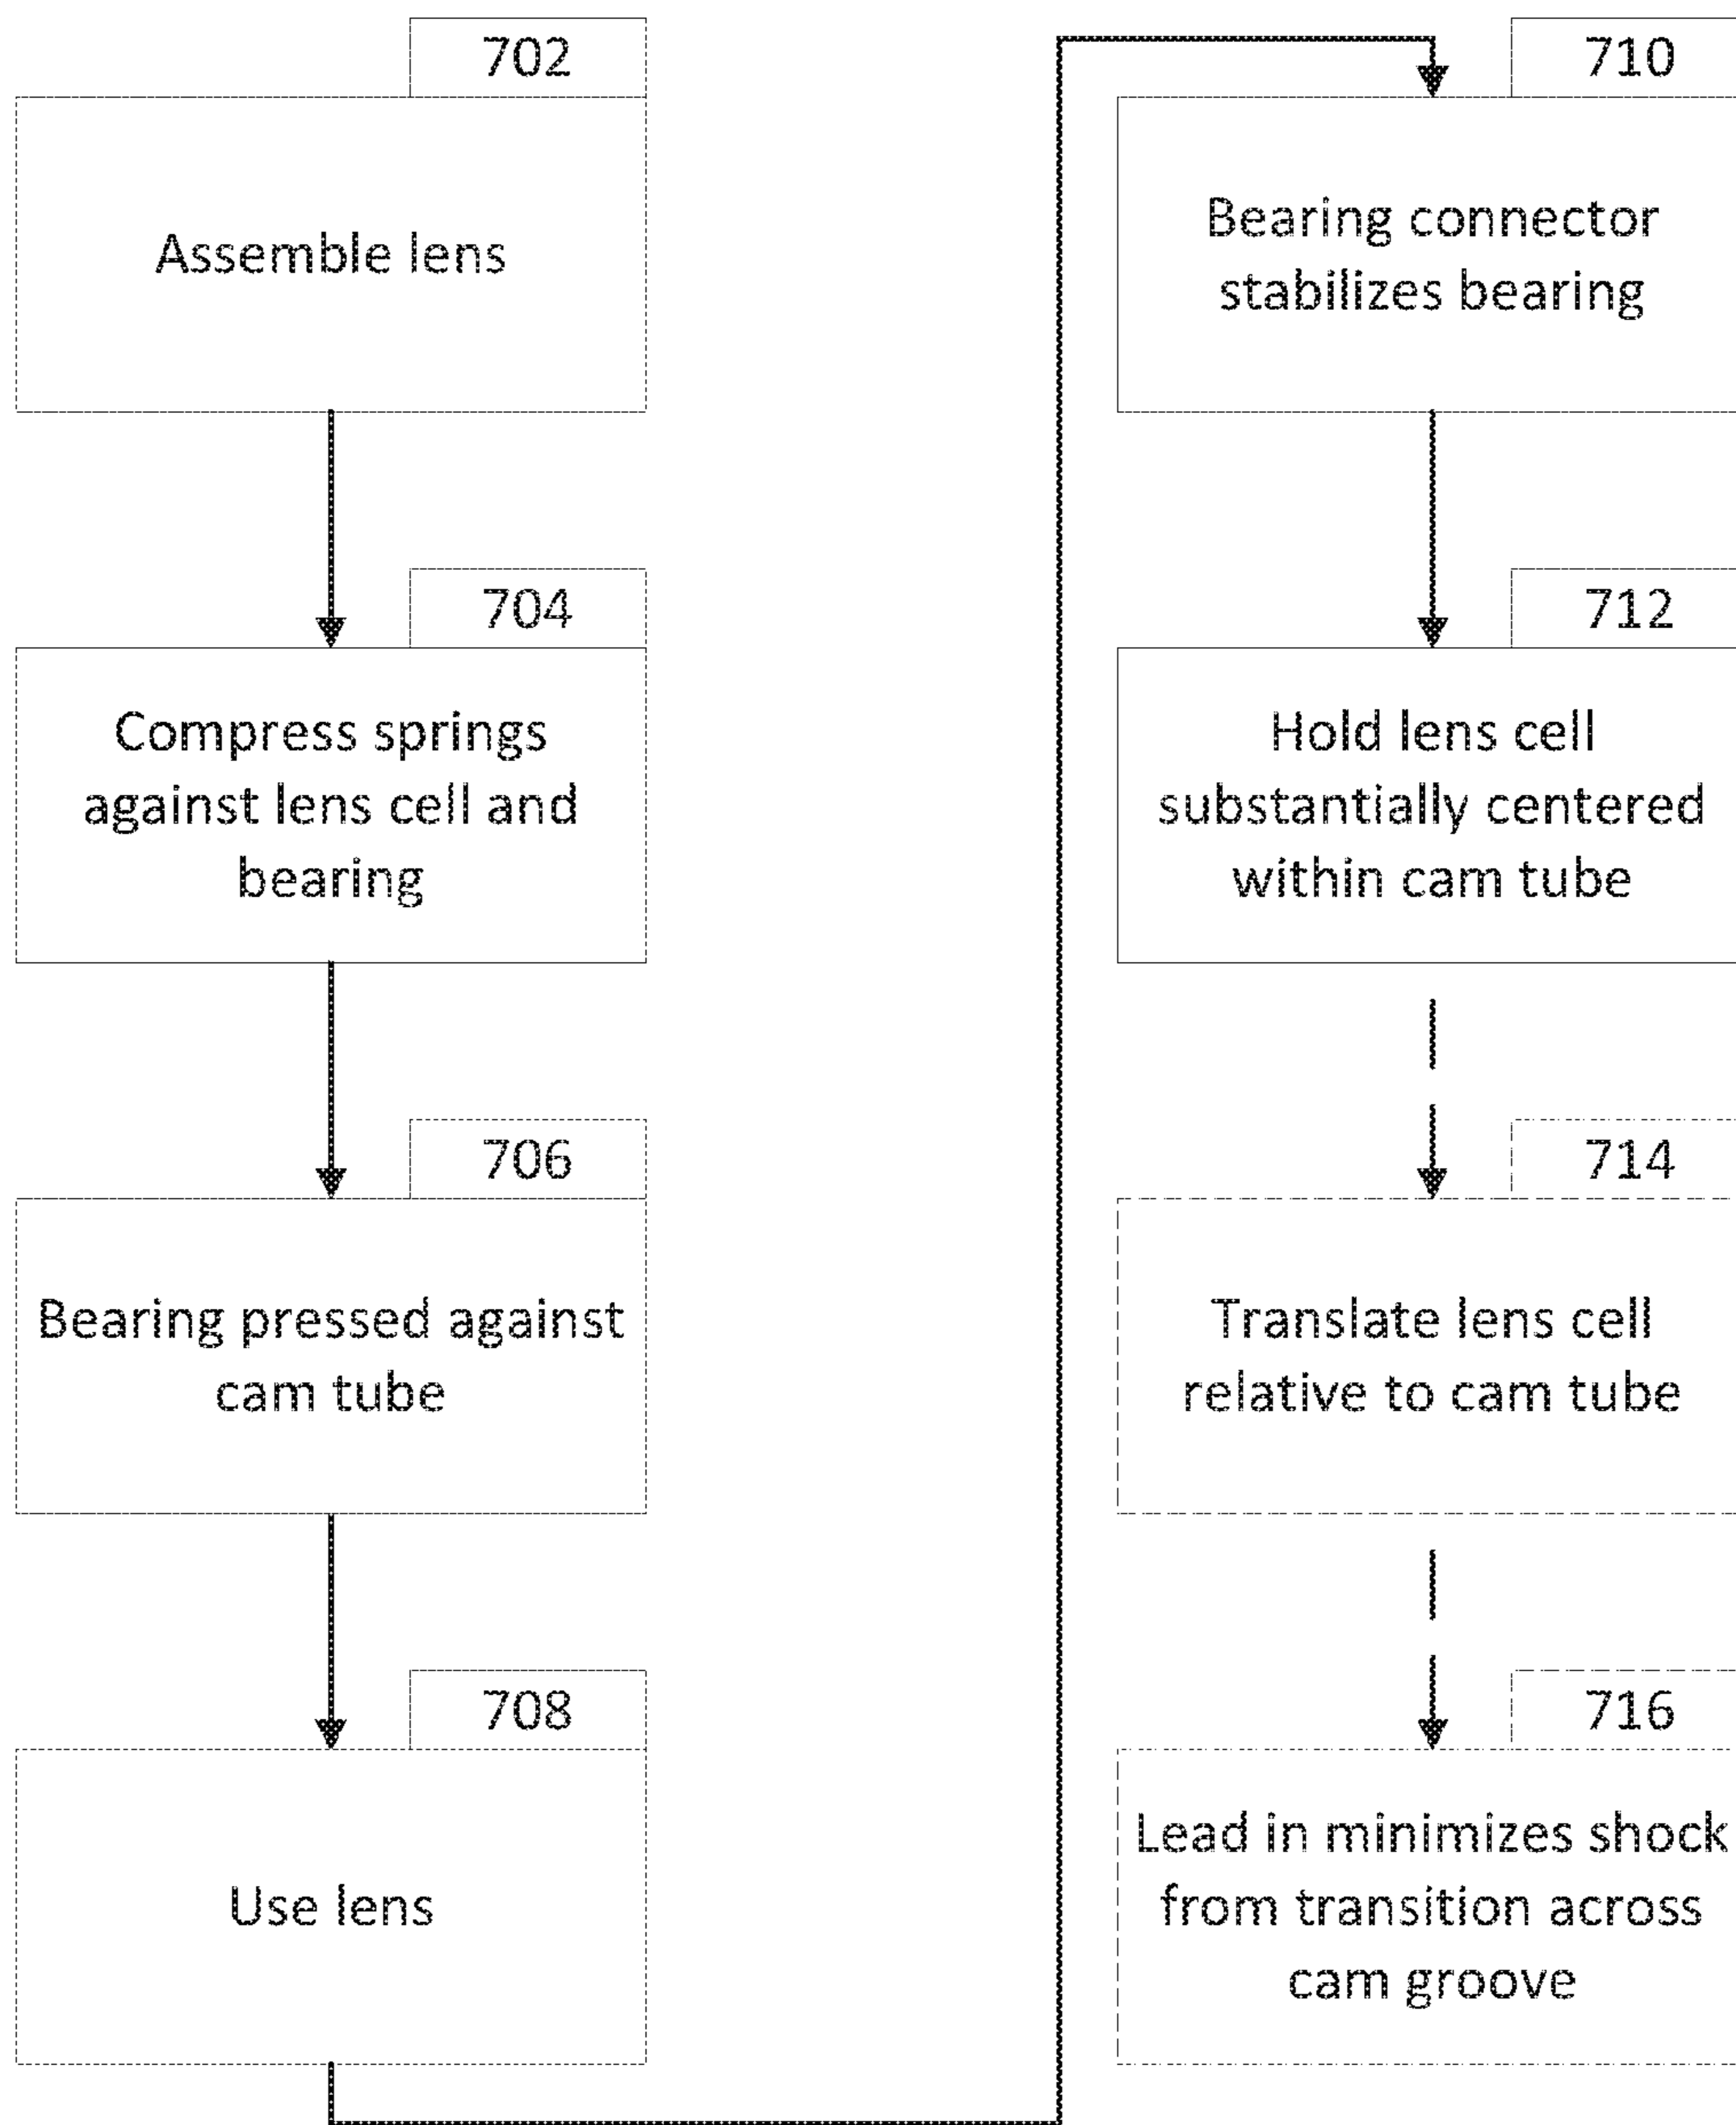 702
Assemble lens
704
Compress springs
against lens cell and
bearing
706
Bearing pressed against
cam tube
708
Use lens
710
Bearing connector
stabilizes bearing
712
Hold lens cell
substantially centered
within cam tube
714
Translate lens cell
relative to cam tube
716
Lead in minimizes shock
from transition across
cam groove